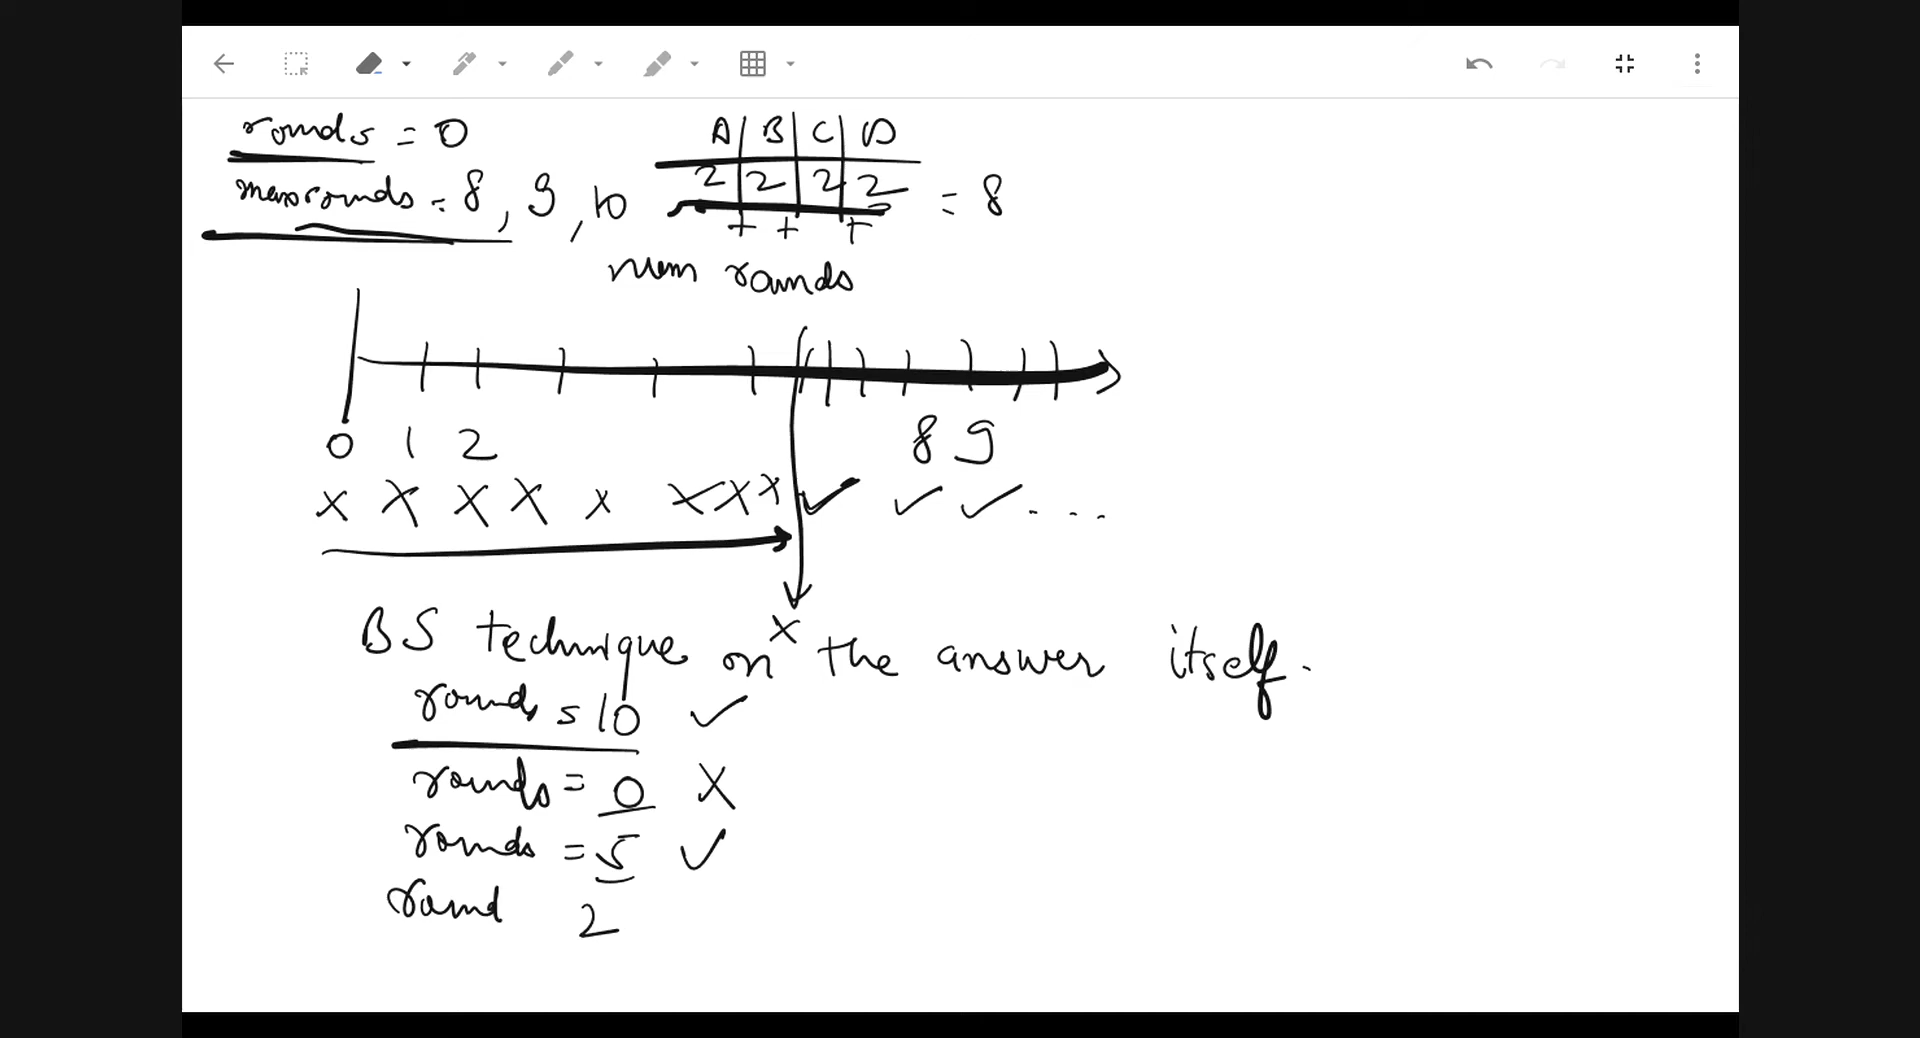 rounds = 0
A B C D
2 2 2 2 = 8
+ + +
maxrounds = 8, 9, 10
num rounds
0 1 2 8 9
x x x x x x x x ✓ ✓ ✓ . . .
x
BS technique on the answer itself.
rounds = 10 ✓
rounds = 0 x
rounds = 5 ✓
round 2